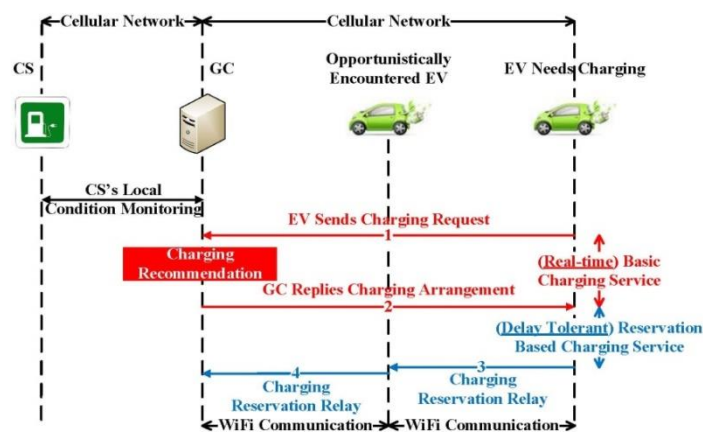 Cellular Network
Cellular Network
CS
GC
Opportunistically
Encountered EV
EV Needs Charging
CS's Local
Condition Monitoring
EV Sends Charging Request
1
Charging
Recommendation
(Real-time) Basic
Charging Service
GC Replies Charging Arrangement
2
(Delay Tolerant) Reservation
Based Charging Service
4
3
Charging
Reservation Relay
Charging
Reservation Relay
WiFi Communication
WiFi Communication